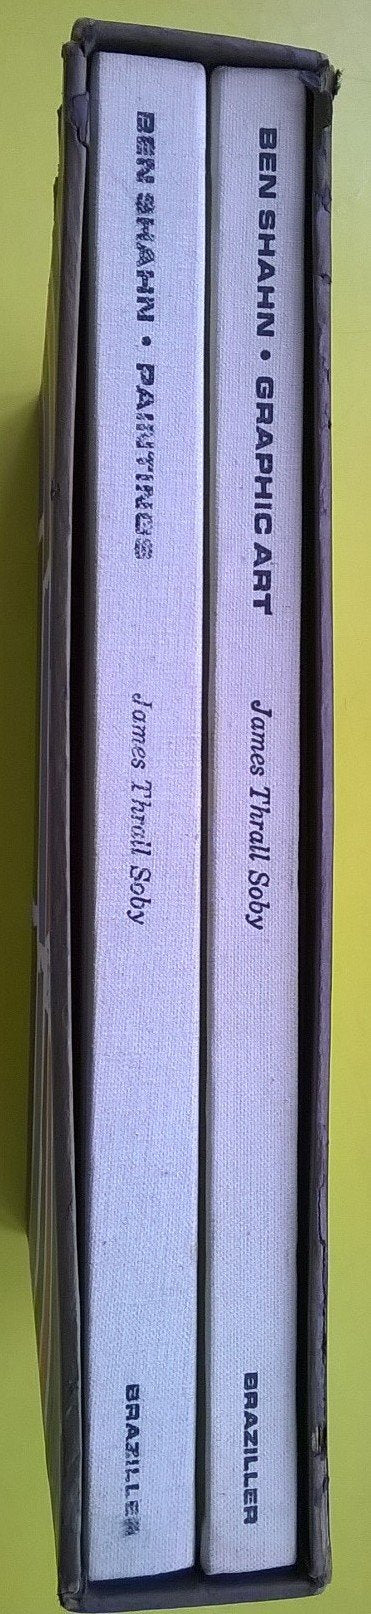 BEN SHAHN • GRAPHIC ART James Thrall Soby BRAZILLER
BEN SHAHN • PAINTINGS James Thrall Soby BRAZILLER